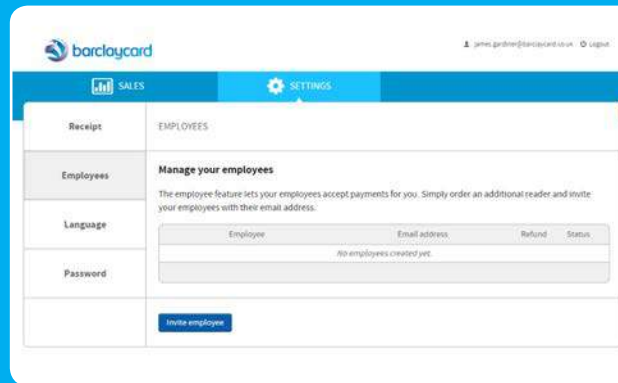 barclaycard
james.gardiner@barclaycard.co.uk Logout
SALES SETTINGS
Receipt
EMPLOYEES
Employees
Manage your employees
The employee feature lets your employees accept payments for you. Simply order an additional reader and invite
your employees with their email address.
Language
Employee Email address Refund Status
No employees created yet.
Password
Invite employee